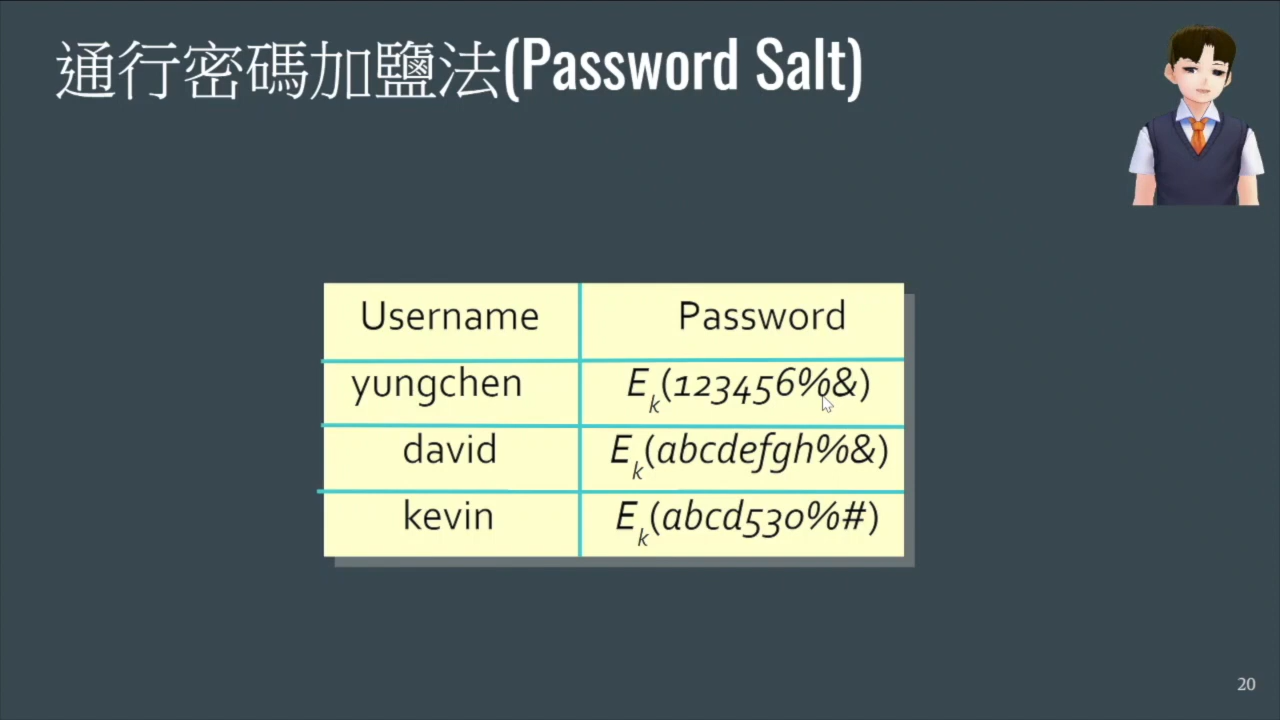 通行密碼加鹽法(Password Salt)
Username Password
yungchen Ek(123456%&)
david Ek(abcdefgh%&)
kevin Ek(abcd530%#)
20